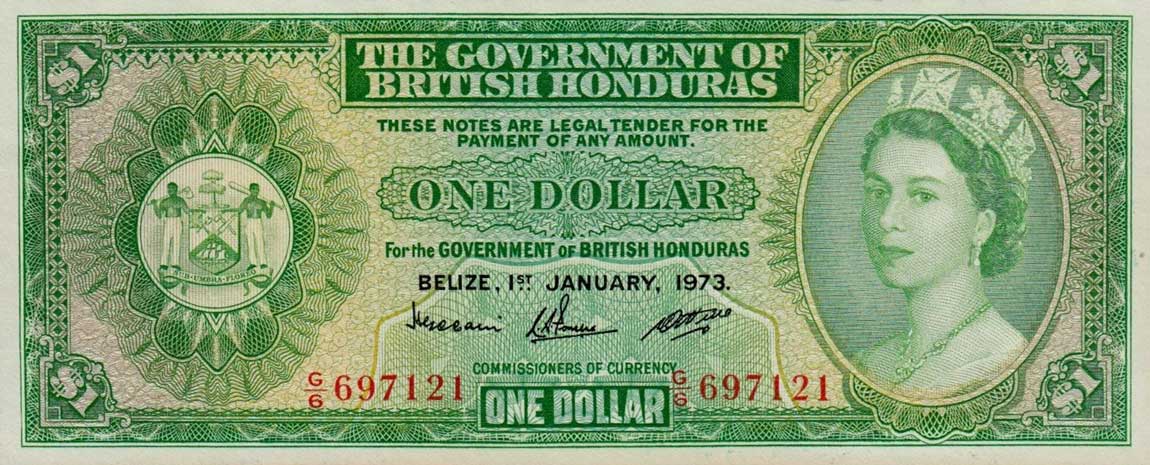 $1
$1
THE GOVERNMENT OF
BRITISH HONDURAS
THESE NOTES ARE LEGAL TENDER FOR THE
PAYMENT OF ANY AMOUNT.
ONE DOLLAR
For the GOVERNMENT of BRITISH HONDURAS
BELIZE, 1ST JANUARY, 1973.
COMMISSIONERS OF CURRENCY
G/6 697121
G/6 697121
ONE DOLLAR
$1
$1